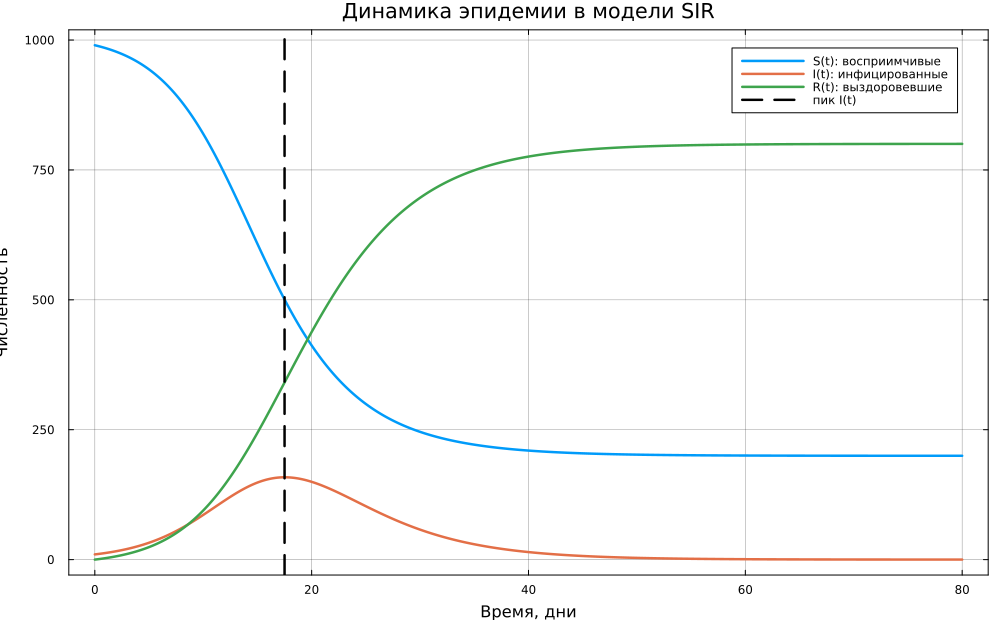 Динамика эпидемии в модели SIR
1000
750
500
250
0
Численность
S(t): восприимчивые
I(t): инфицированные
R(t): выздоровевшие
пик I(t)
0
20
40
60
80
Время, дни